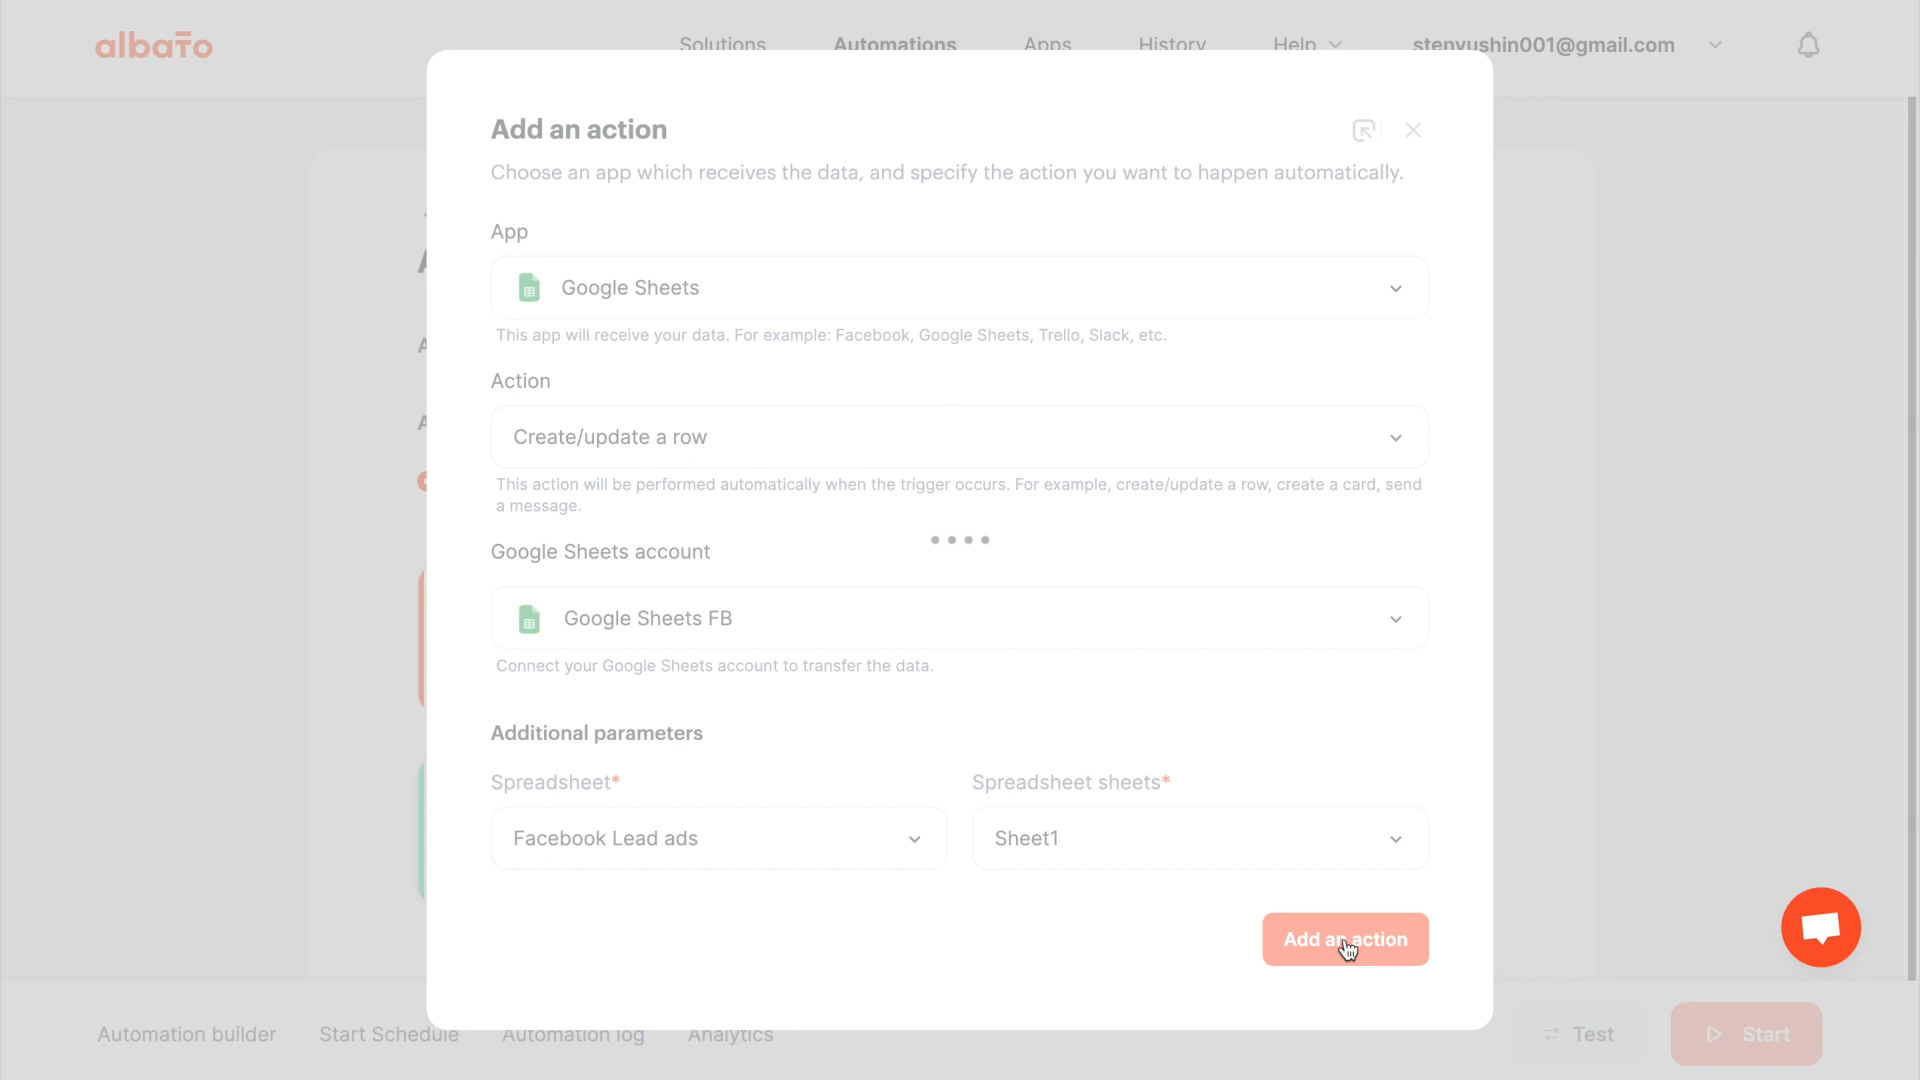 albato
Solutions
Automations
Apps
History
Help
stenyushin001@gmail.com
Add an action
Choose an app which receives the data, and specify the action you want to happen automatically.
App
Google Sheets
This app will receive your data. For example: Facebook, Google Sheets, Trello, Slack, etc.
Action
Create/update a row
This action will be performed automatically when the trigger occurs. For example, create/update a row, create a card, send
a message.
Google Sheets account
Google Sheets FB
Connect your Google Sheets account to transfer the data.
Additional parameters
Spreadsheet*
Spreadsheet sheets*
Facebook Lead ads
Sheet1
Add an action
Automation builder
Start Schedule
Automation log
Analytics
Test
Start